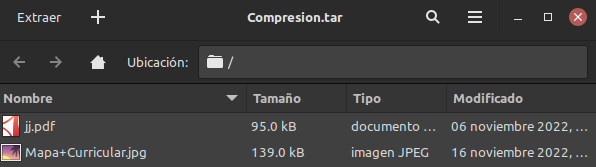 Extraer Compresion.tar
Ubicación: /
Nombre Tamaño Tipo Modificado
jj.pdf 95.0 kB documento ... 06 noviembre 2022, ...
Mapa+Curricular.jpg 139.0 kB imagen JPEG 16 noviembre 2022, ...